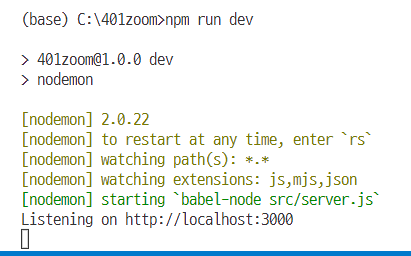 (base) C:\401zoom>npm run dev
> 401zoom@1.0.0 dev
> nodemon
[nodemon] 2.0.22
[nodemon] to restart at any time, enter `rs`
[nodemon] watching path(s): *.*
[nodemon] watching extensions: js,mjs,json
[nodemon] starting `babel-node src/server.js`
Listening on http://localhost:3000